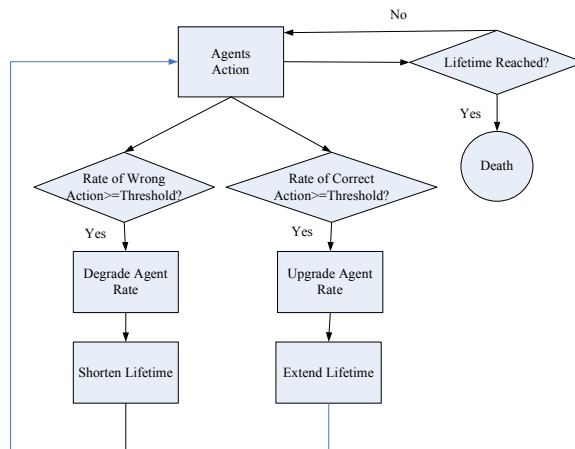 No
Agents
Action
Lifetime Reached?
Yes
Death
Rate of Wrong
Action>=Threshold?
Rate of Correct
Action>=Threshold?
Yes
Yes
Degrade Agent
Rate
Upgrade Agent
Rate
Shorten Lifetime
Extend Lifetime